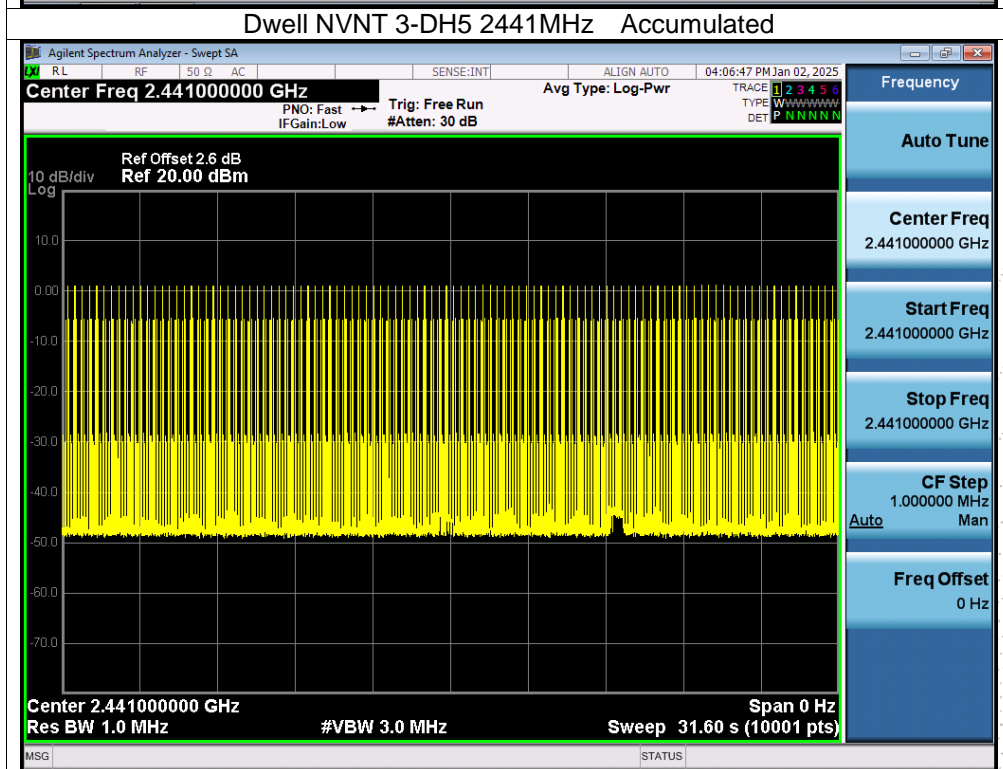 Dwell NVNT 3-DH5 2441MHz Accumulated
Agilent Spectrum Analyzer - Swept SA
LXI RL RF 50 Ω AC SENSE:INT ALIGN AUTO 04:06:47 PM Jan 02, 2025
Center Freq 2.441000000 GHz
PNO: Fast
IFGain:Low
Trig: Free Run
#Atten: 30 dB
Avg Type: Log-Pwr
TRACE 1 2 3 4 5 6
TYPE WWWWWWW
DET P N N N N N
Frequency
Auto Tune
Center Freq
2.441000000 GHz
Start Freq
2.441000000 GHz
Stop Freq
2.441000000 GHz
CF Step
1.000000 MHz
Auto Man
Freq Offset
0 Hz
Ref Offset 2.6 dB
10 dB/div Ref 20.00 dBm
Log
10.0
0.00
-10.0
-20.0
-30.0
-40.0
-50.0
-60.0
-70.0
Center 2.441000000 GHz Span 0 Hz
Res BW 1.0 MHz #VBW 3.0 MHz Sweep 31.60 s (10001 pts)
MSG STATUS